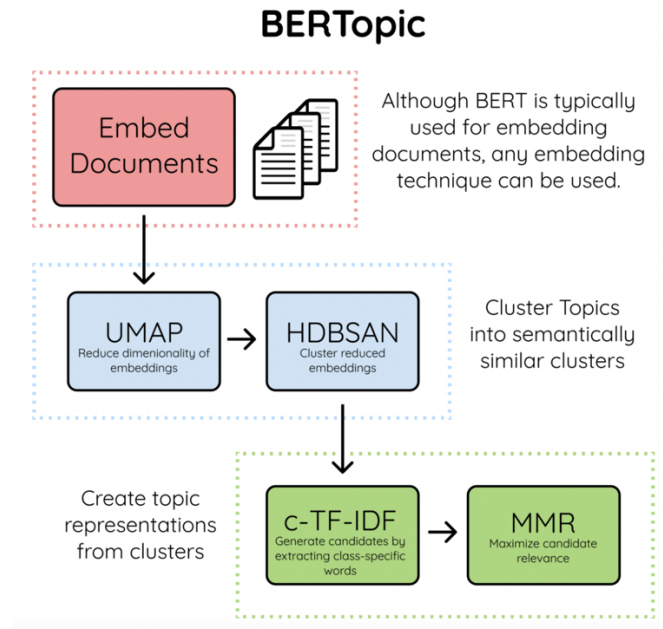 BERTopic
Embed
Documents
Although BERT is typically
used for embedding
documents, any embedding
technique can be used.
UMAP
Reduce dimenionality of
embeddings
HDBSAN
Cluster reduced
embeddings
Cluster Topics
into semantically
similar clusters
Create topic
representations
from clusters
c-TF-IDF
Generate candidates by
extracting class-specific
words
MMR
Maximize candidate
relevance